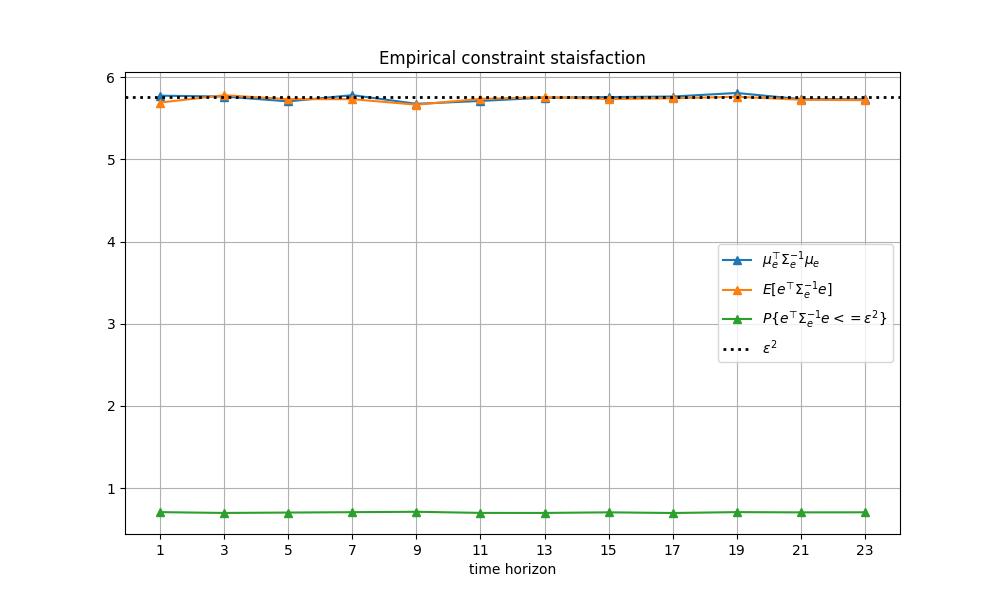 Empirical constraint staisfaction
6
5
4
3
2
1
μ_e^⊤Σ_e^{-1}μ_e
E[e^⊤Σ_e^{-1}e]
P{e^⊤Σ_e^{-1}e <= ε^2}
ε^2
1 3 5 7 9 11 13 15 17 19 21 23
time horizon